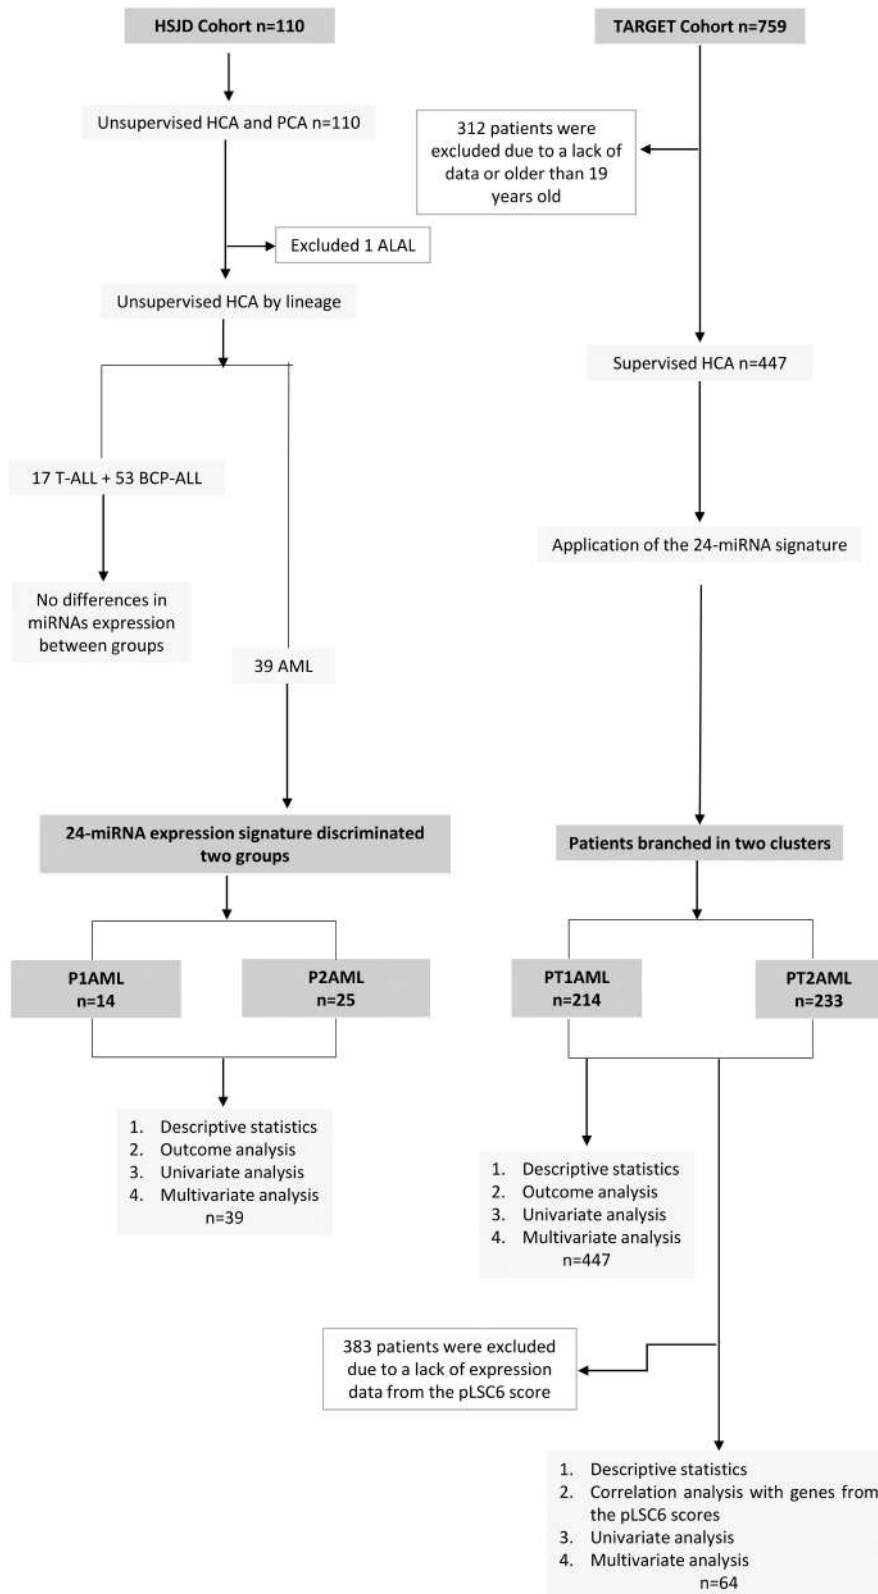 HSJD Cohort n=110
Unsupervised HCA and PCA n=110
Excluded 1 ALAL
Unsupervised HCA by lineage
17 T-ALL + 53 BCP-ALL
No differences in
miRNAs expression
between groups
39 AML
24-miRNA expression signature discriminated
two groups
P1AML
n=14
P2AML
n=25
1. Descriptive statistics
2. Outcome analysis
3. Univariate analysis
4. Multivariate analysis
n=39
TARGET Cohort n=759
312 patients were
excluded due to a lack of
data or older than 19
years old
Supervised HCA n=447
Application of the 24-miRNA signature
Patients branched in two clusters
PT1AML
n=214
PT2AML
n=233
1. Descriptive statistics
2. Outcome analysis
3. Univariate analysis
4. Multivariate analysis
n=447
383 patients were excluded
due to a lack of expression
data from the pLSC6 score
1. Descriptive statistics
2. Correlation analysis with genes from
the pLSC6 scores
3. Univariate analysis
4. Multivariate analysis
n=64